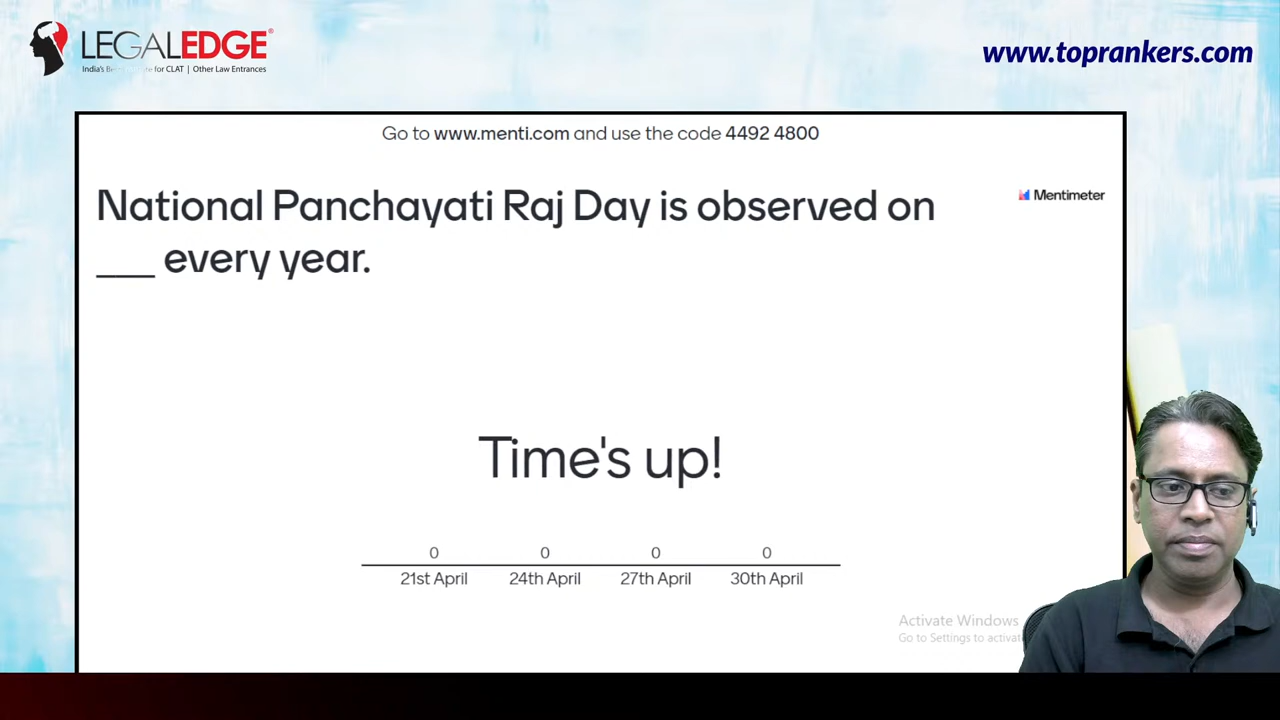 LEGALEDGE®
India's Be for CLAT | Other Law Entrances
www.toprankers.com
Go to www.menti.com and use the code 4492 4800
National Panchayati Raj Day is observed on
___ every year.
Mentimeter
Time's up!
0 0 0 0
21st April 24th April 27th April 30th April
Activate Windows
Go to Settings to activat